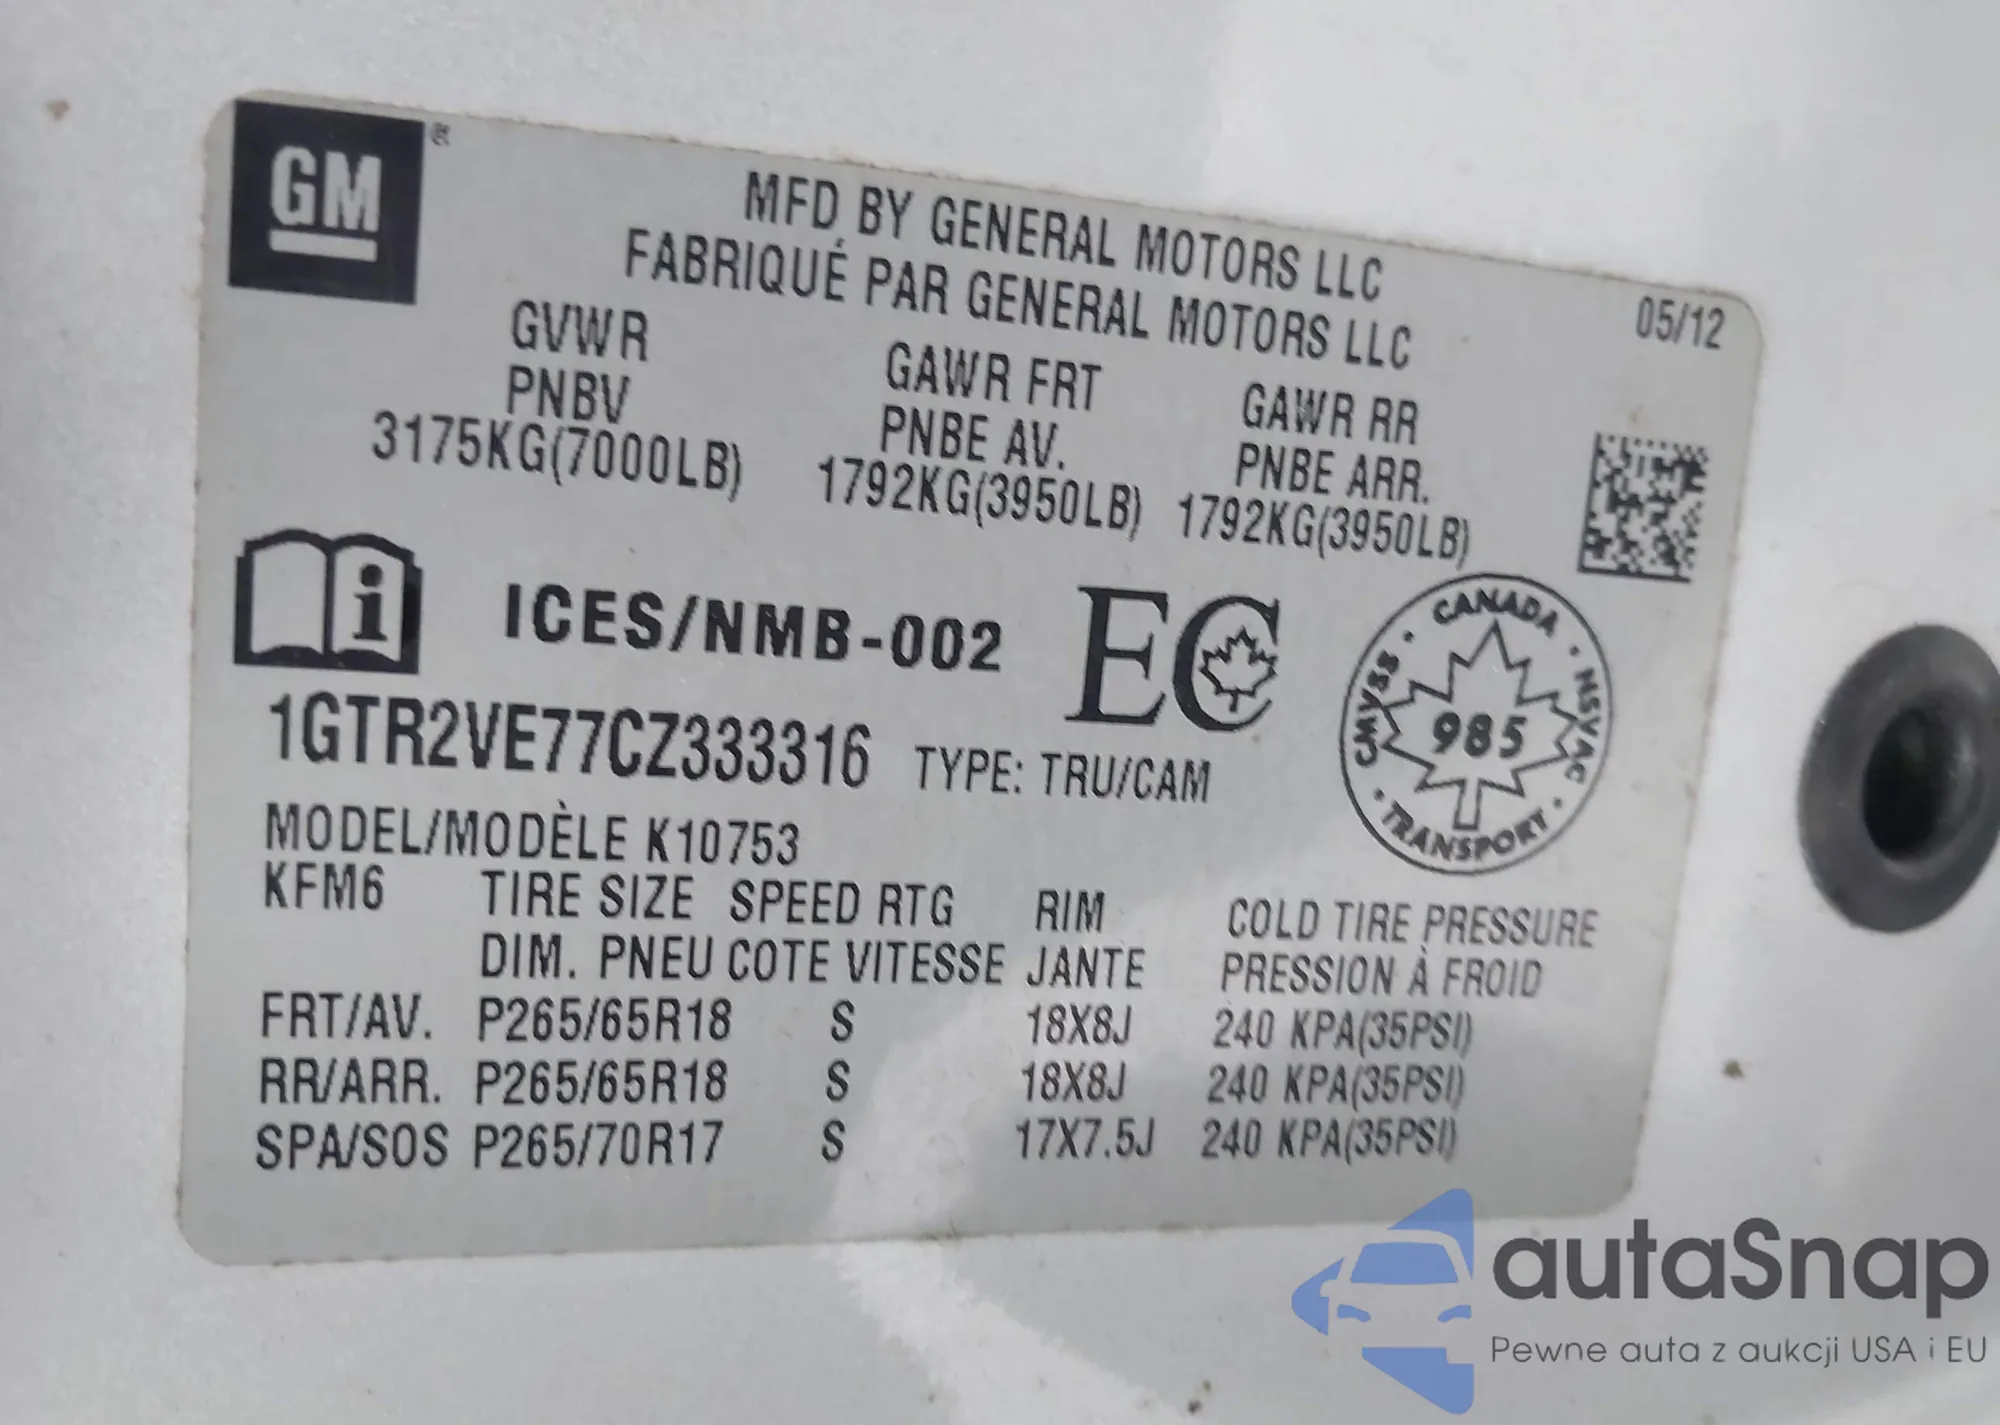 GM
MFD BY GENERAL MOTORS LLC
FABRIQUÉ PAR GENERAL MOTORS LLC
05/12
GVWR GAWR FRT GAWR RR
PNBV PNBE AV. PNBE ARR.
3175KG(7000LB) 1792KG(3950LB) 1792KG(3950LB)
i ICES/NMB-002 EC
CANADA · NSVAC · TRANSPORT · CMVSS ·
985
1GTR2VE77CZ333316 TYPE: TRU/CAM
MODEL/MODÈLE K10753
KFM6 TIRE SIZE SPEED RTG RIM COLD TIRE PRESSURE
DIM. PNEU COTE VITESSE JANTE PRESSION À FROID
FRT/AV. P265/65R18 S 18X8J 240 KPA(35PSI)
RR/ARR. P265/65R18 S 18X8J 240 KPA(35PSI)
SPA/SOS P265/70R17 S 17X7.5J 240 KPA(35PSI)
autaSnap
Pewne auta z aukcji USA i EU